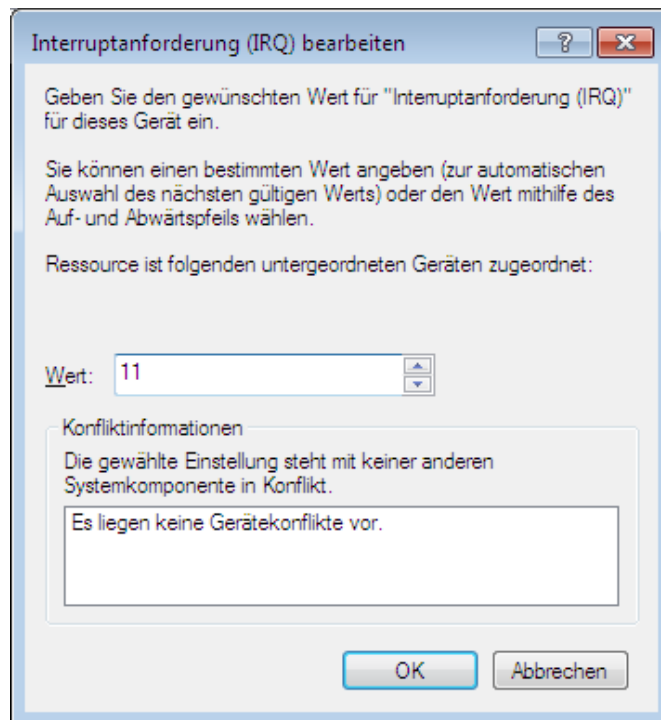 Interruptanforderung (IRQ) bearbeiten
Geben Sie den gewünschten Wert für "Interruptanforderung (IRQ)"
für dieses Gerät ein.
Sie können einen bestimmten Wert angeben (zur automatischen
Auswahl des nächsten gültigen Werts) oder den Wert mithilfe des
Auf- und Abwärtspfeils wählen.
Ressource ist folgenden untergeordneten Geräten zugeordnet:
Wert: 11
Konfliktinformationen
Die gewählte Einstellung steht mit keiner anderen
Systemkomponente in Konflikt.
Es liegen keine Gerätekonflikte vor.
OK Abbrechen